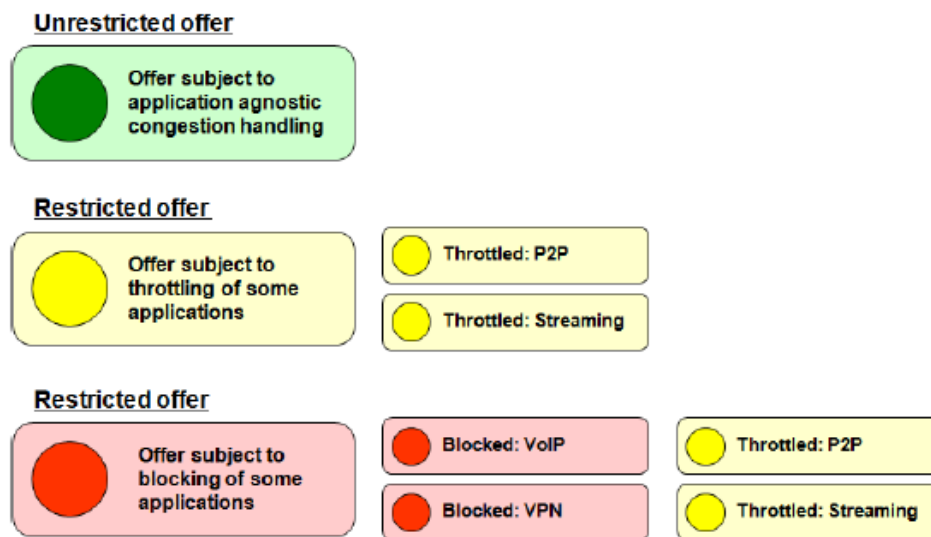 Unrestricted offer
Offer subject to
application agnostic
congestion handling
Restricted offer
Offer subject to
throttling of some
applications
Throttled: P2P
Throttled: Streaming
Restricted offer
Offer subject to
blocking of some
applications
Blocked: VoIP
Blocked: VPN
Throttled: P2P
Throttled: Streaming